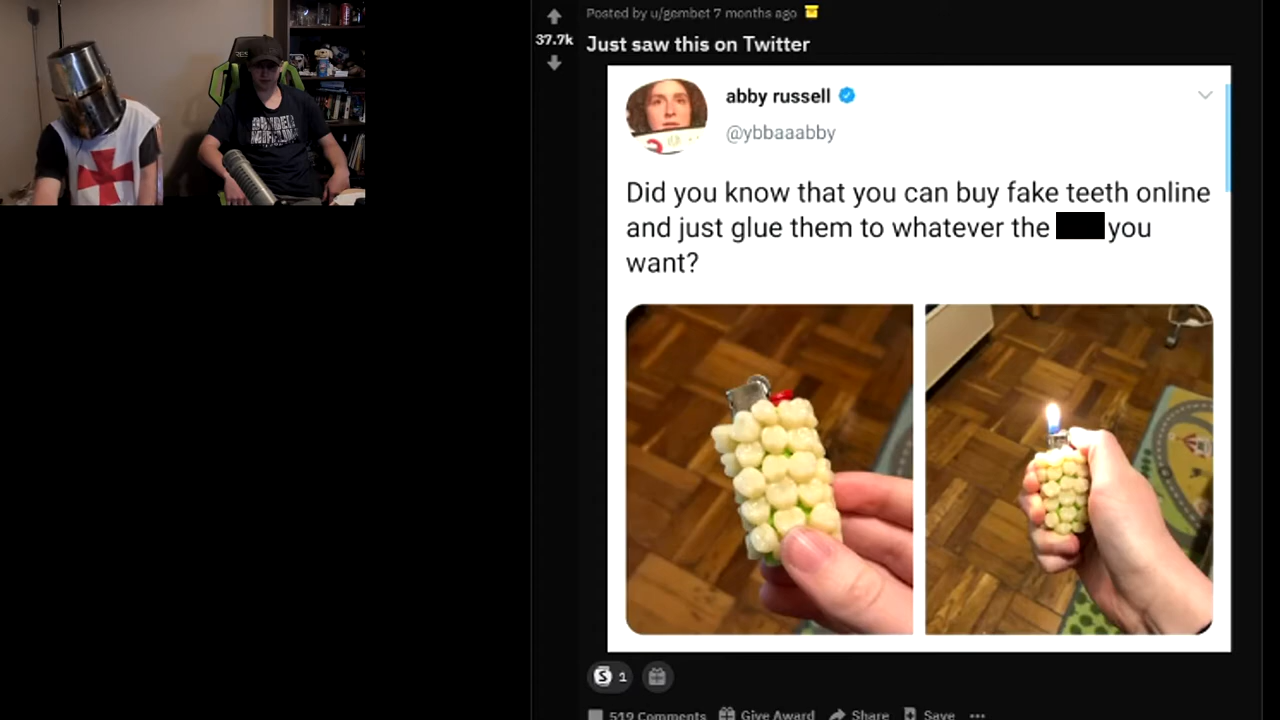 Posted by u/gembet 7 months ago
37.7k
Just saw this on Twitter
abby russell
@ybbaaabby
Did you know that you can buy fake teeth online
and just glue them to whatever the you
want?
S 1
519 Comments Give Award Share Save ...